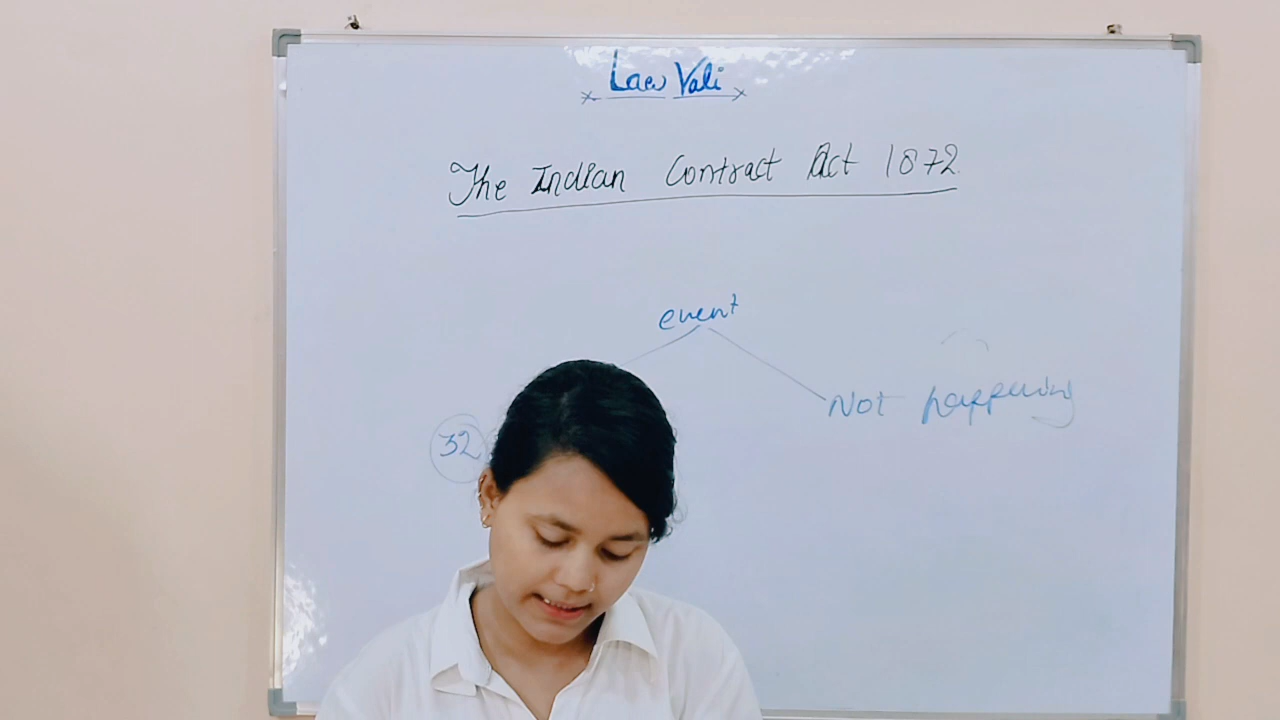 Law Vali
The Indian Contract Act 1872
event
Not happening
32